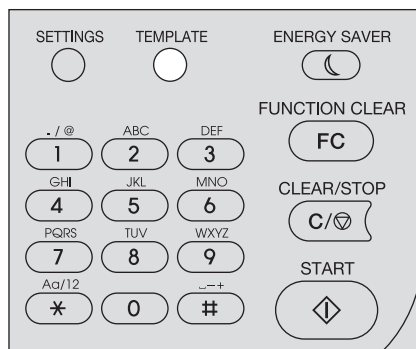 SETTINGS TEMPLATE ENERGY SAVER
FUNCTION CLEAR
FC
. / @ ABC DEF
1 2 3
GHI JKL MNO
4 5 6
CLEAR/STOP
C/
PQRS TUV WXYZ
7 8 9
START
Aa/12 ⎵−+
* 0 #